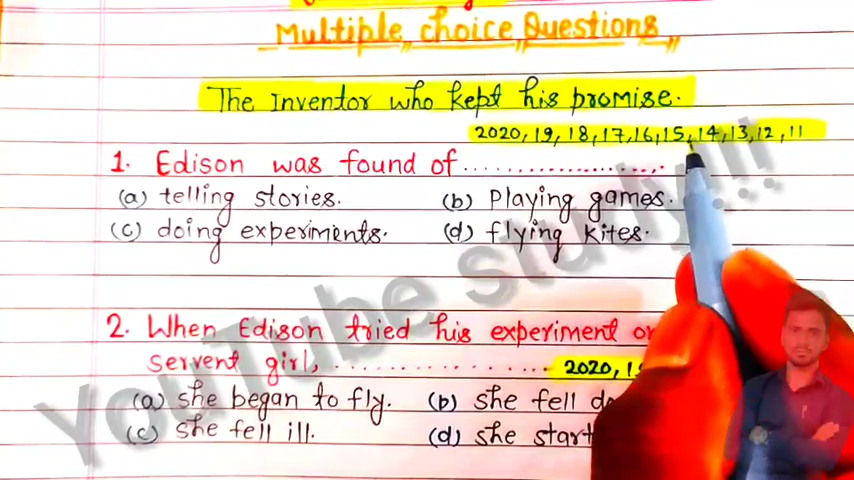 Multiple choice Questions
The Inventor who kept his promise.
2020, 19, 18, 17, 16, 15, 14, 13, 12, 11
1. Edison was found of ..................
(a) telling stories. (b) Playing games.
(c) doing experiments. (d) flying kites.
2. When Edison tried his experiment
servent girl, ................ 2020,
(a) she began to fly. (b) she fell
(c) she fell ill. (d) she
YouTube study!!!